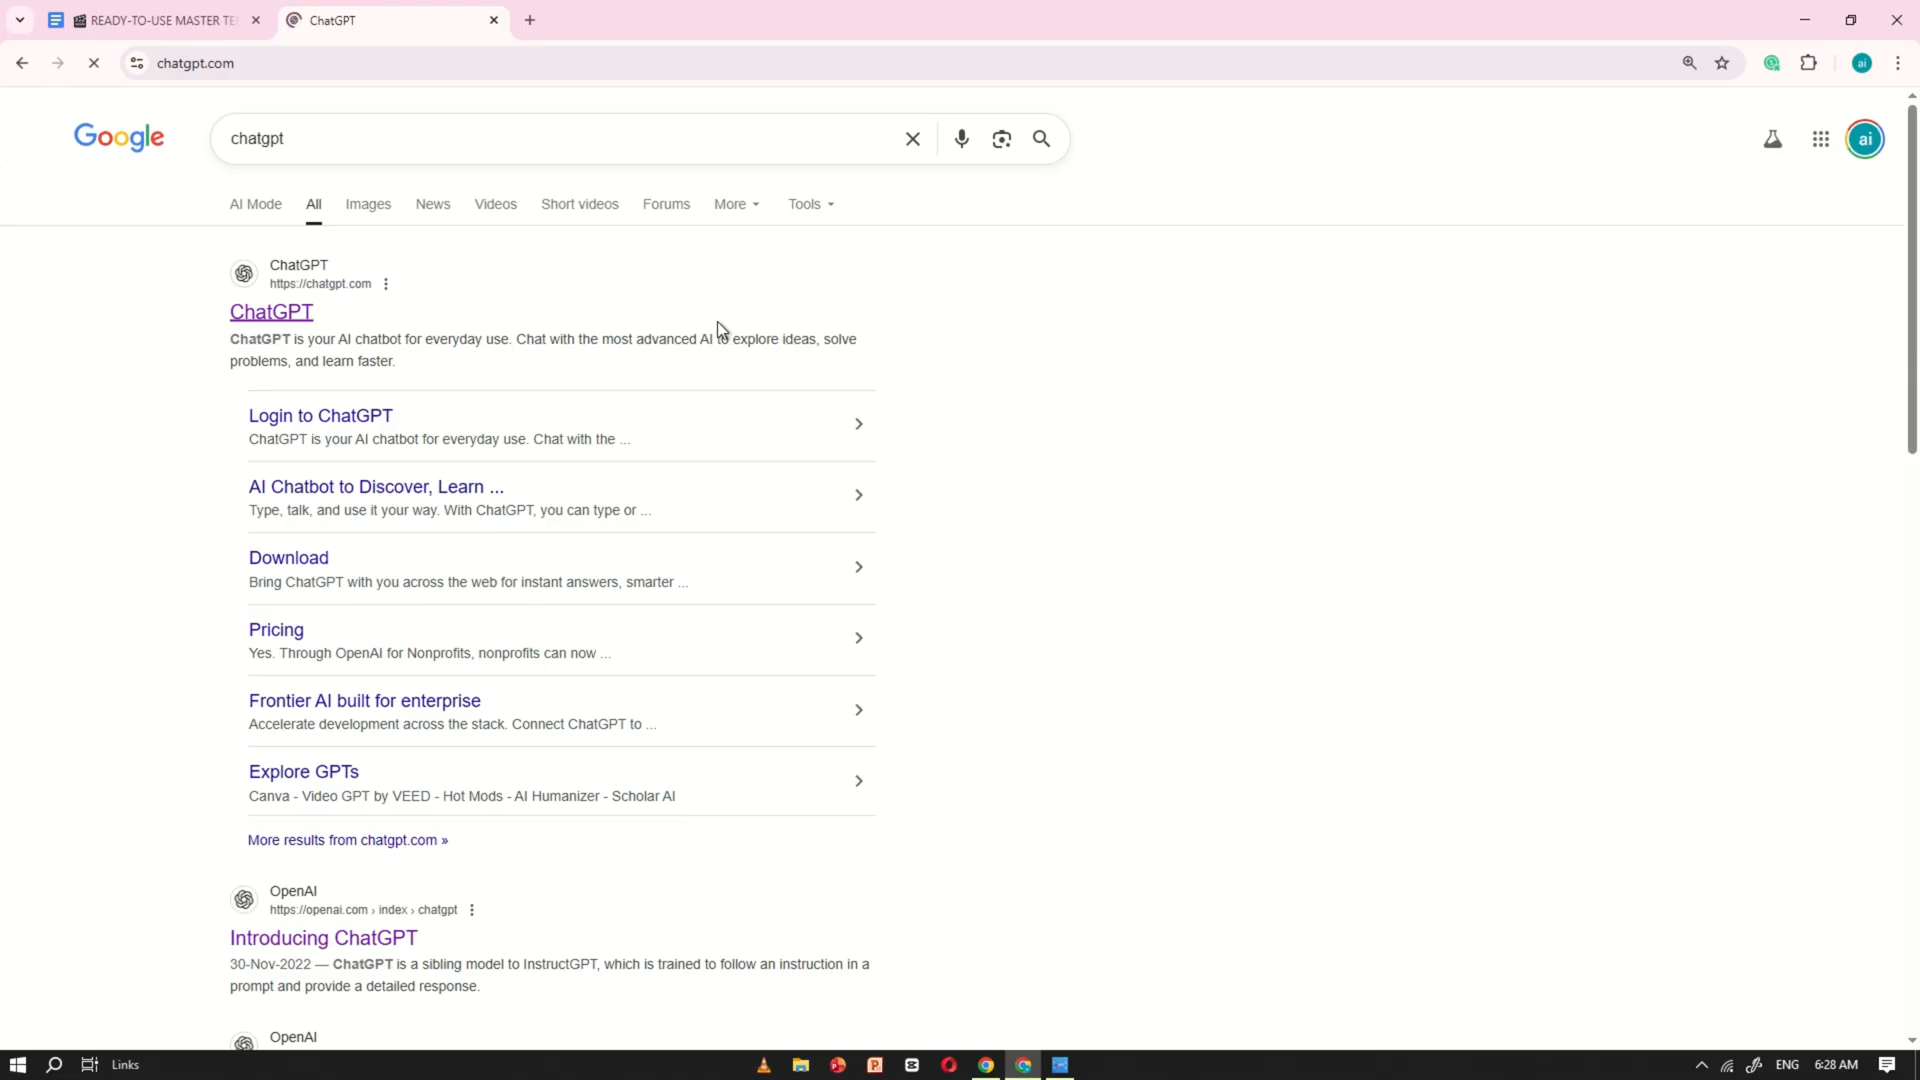 READY-TO-USE MASTER TE
ChatGPT
chatgpt.com
ai
Google
chatgpt
ai
AI Mode
All
Images
News
Videos
Short videos
Forums
More
Tools
ChatGPT
https://chatgpt.com
ChatGPT
ChatGPT is your AI chatbot for everyday use. Chat with the most advanced AI to explore ideas, solve
problems, and learn faster.
Login to ChatGPT
ChatGPT is your AI chatbot for everyday use. Chat with the ...
AI Chatbot to Discover, Learn ...
Type, talk, and use it your way. With ChatGPT, you can type or ...
Download
Bring ChatGPT with you across the web for instant answers, smarter ...
Pricing
Yes. Through OpenAI for Nonprofits, nonprofits can now ...
Frontier AI built for enterprise
Accelerate development across the stack. Connect ChatGPT to ...
Explore GPTs
Canva - Video GPT by VEED - Hot Mods - AI Humanizer - Scholar AI
More results from chatgpt.com »
OpenAI
https://openai.com › index › chatgpt
Introducing ChatGPT
30-Nov-2022 — ChatGPT is a sibling model to InstructGPT, which is trained to follow an instruction in a
prompt and provide a detailed response.
OpenAI
Links
ENG
6:28 AM